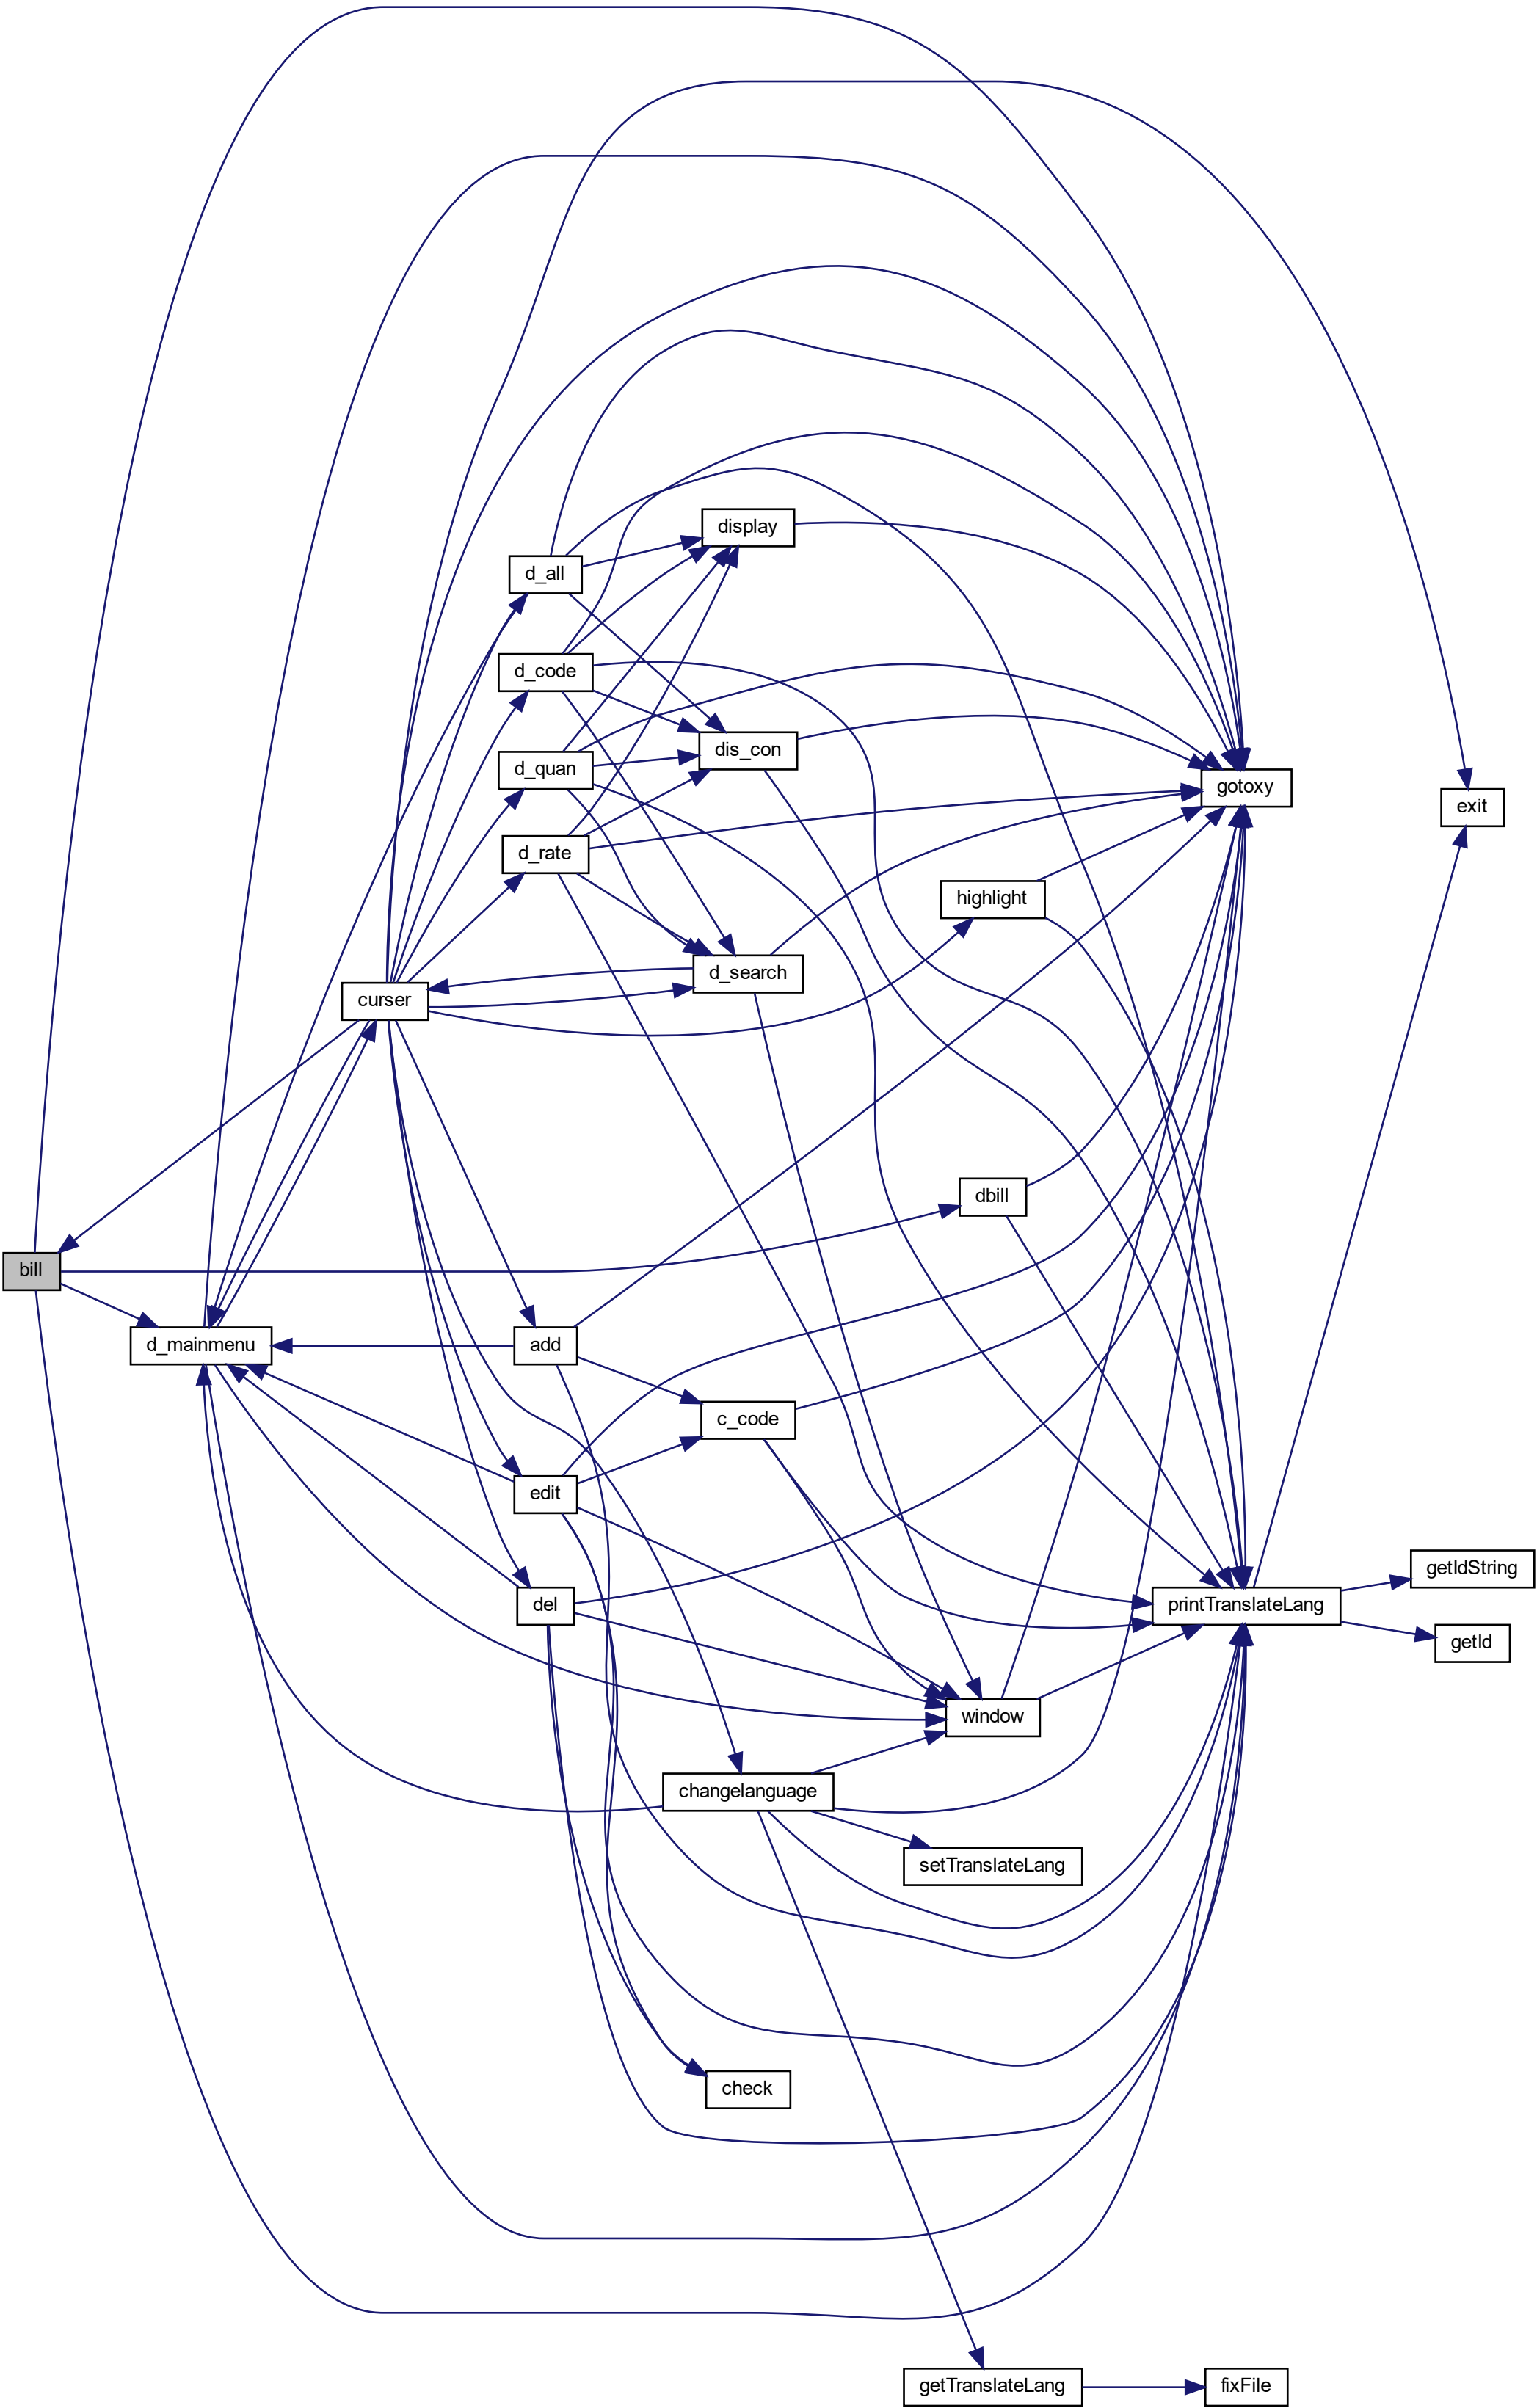 display
d_all
d_code
dis_con
d_quan
gotoxy
exit
d_rate
highlight
d_search
curser
dbill
bill
d_mainmenu
add
c_code
edit
getIdString
del
printTranslateLang
getId
window
changelanguage
setTranslateLang
check
getTranslateLang
fixFile